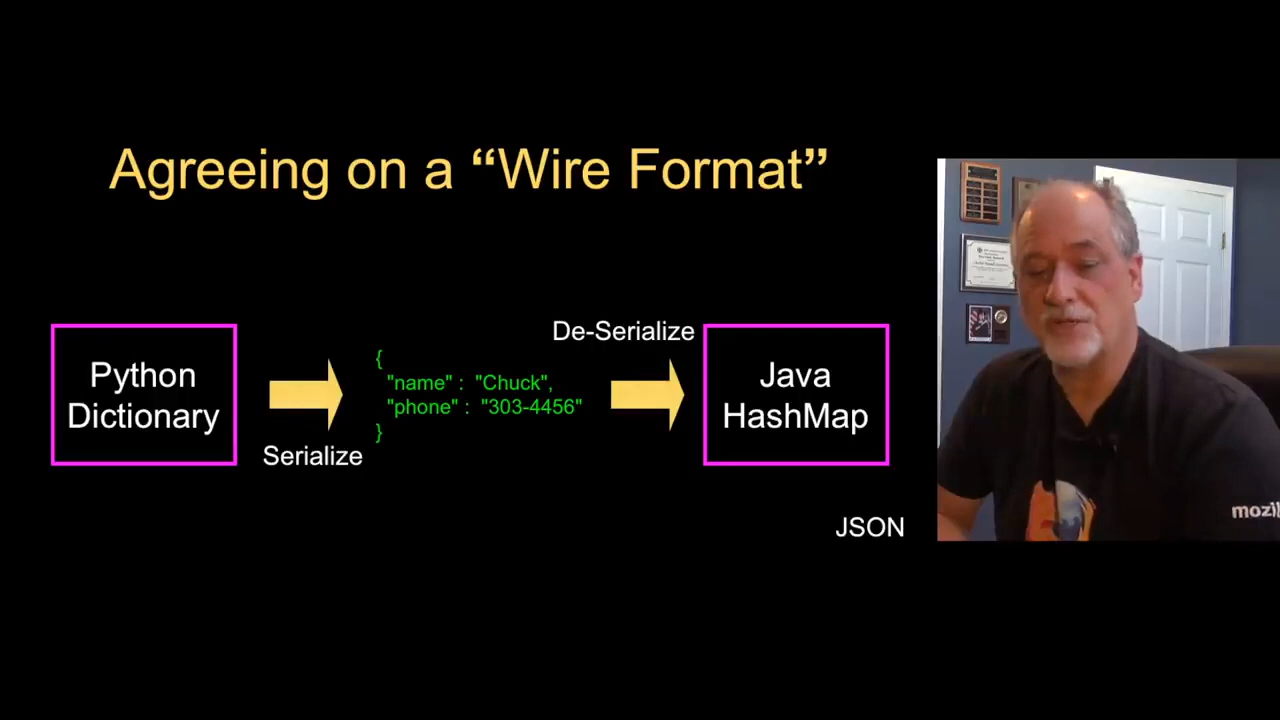 Agreeing on a “Wire Format”
Python
Dictionary
Serialize
{
"name" : "Chuck",
"phone" : "303-4456"
}
De-Serialize
Java
HashMap
JSON